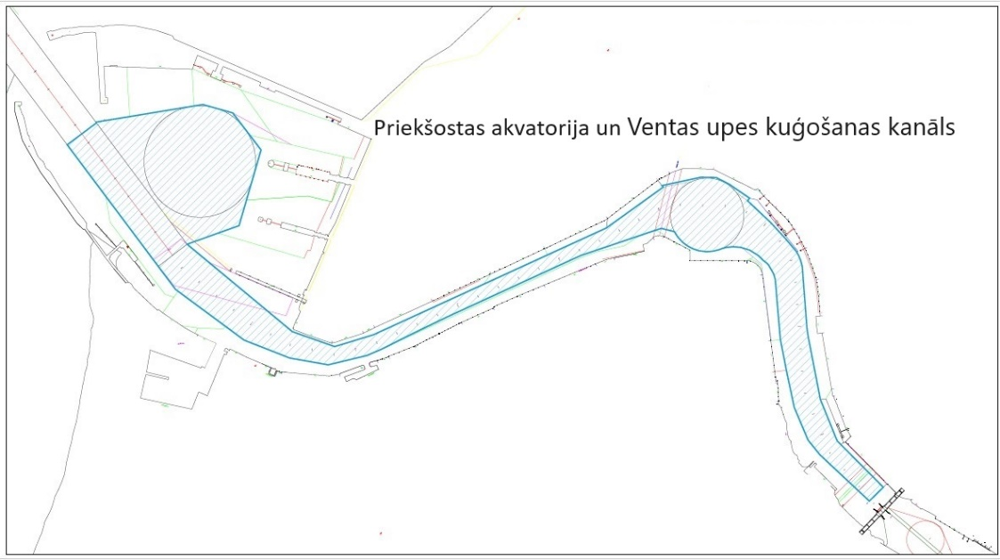 Priekšostas akvatorija un Ventas upes kuģošanas kanāls